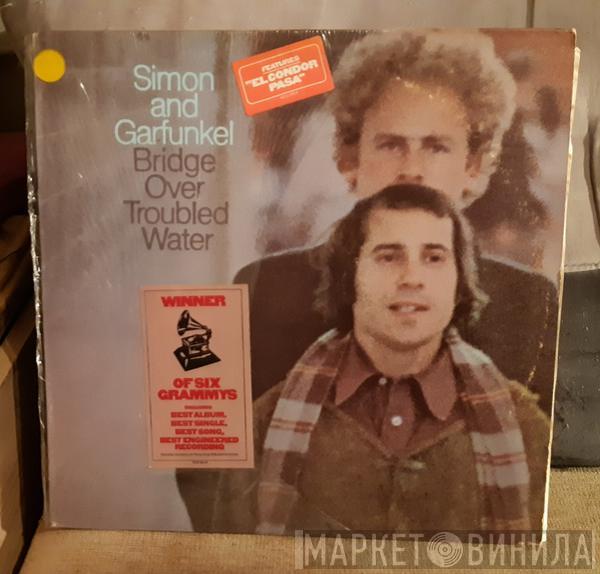 Simon
and
Garfunkel
Bridge
Over
Troubled
Water
FEATURES
"EL CONDOR
PASA"
WINNER
OF SIX
GRAMMYS
INCLUDING
BEST ALBUM,
BEST SINGLE,
BEST SONG,
BEST ENGINEERED
RECORDING
МАРКЕТ ВИНИЛА